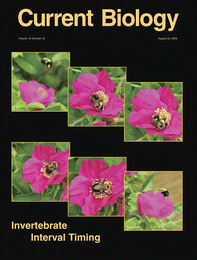 Current Biology
Invertebrate
Interval Timing